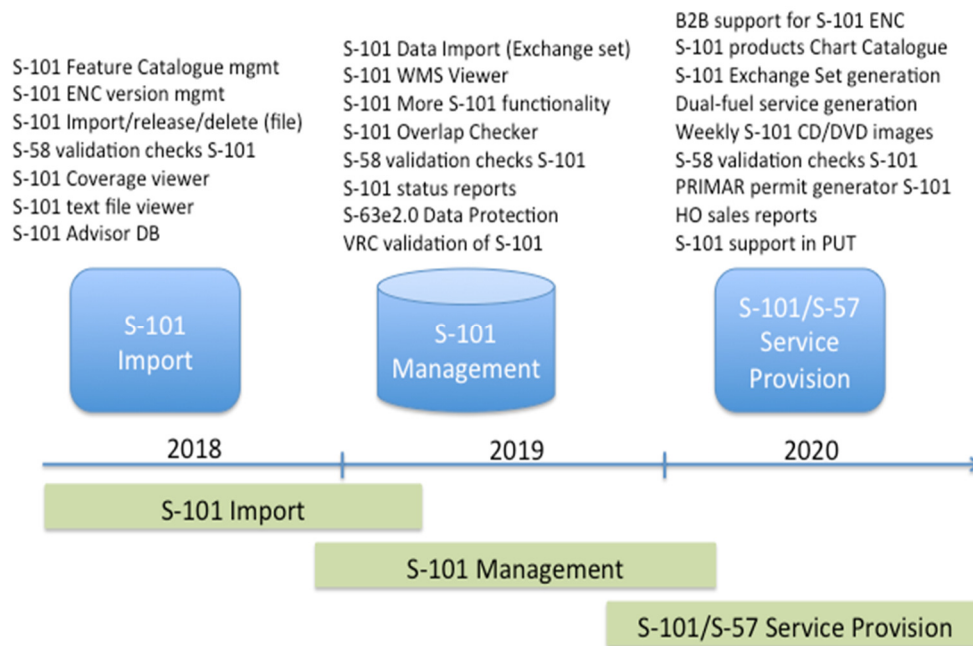 S-101 Feature Catalogue mgmt
S-101 ENC version mgmt
S-101 Import/release/delete (file)
S-58 validation checks S-101
S-101 Coverage viewer
S-101 text file viewer
S-101 Advisor DB
S-101 Data Import (Exchange set)
S-101 WMS Viewer
S-101 More S-101 functionality
S-101 Overlap Checker
S-58 validation checks S-101
S-101 status reports
S-63e2.0 Data Protection
VRC validation of S-101
B2B support for S-101 ENC
S-101 products Chart Catalogue
S-101 Exchange Set generation
Dual-fuel service generation
Weekly S-101 CD/DVD images
S-58 validation checks S-101
PRIMAR permit generator S-101
HO sales reports
S-101 support in PUT
S-101
Import
S-101
Management
S-101/S-57
Service
Provision
2018
2019
2020
S-101 Import
S-101 Management
S-101/S-57 Service Provision